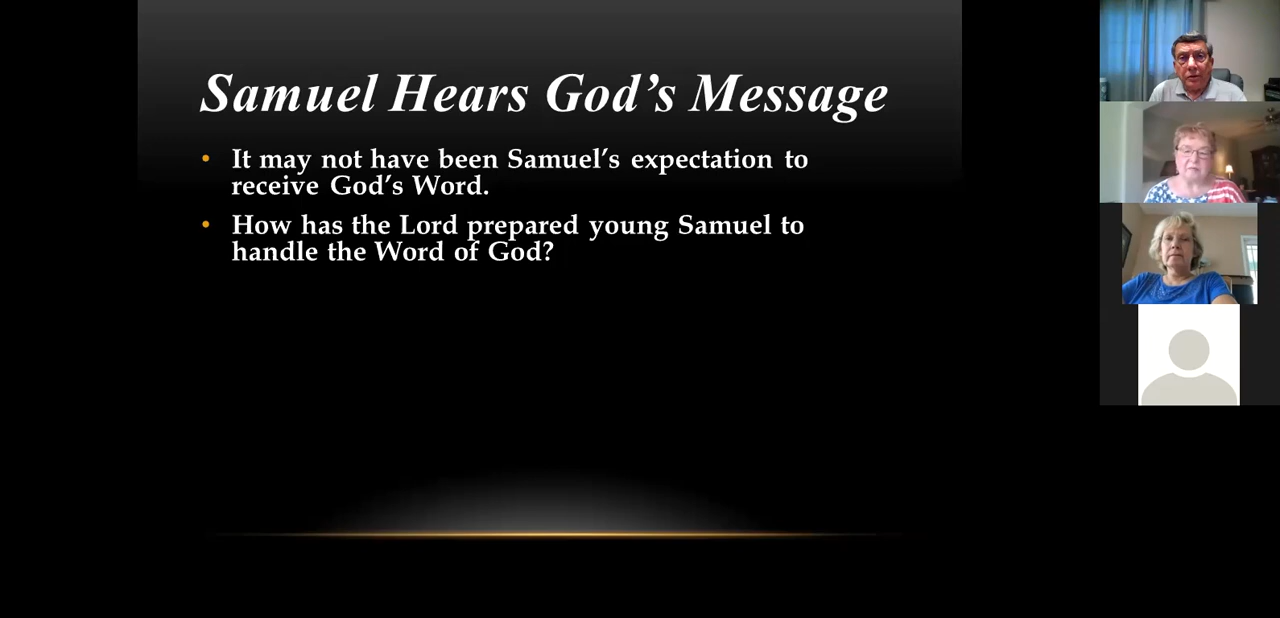 Samuel Hears God’s Message
• It may not have been Samuel’s expectation to
receive God’s Word.
• How has the Lord prepared young Samuel to
handle the Word of God?